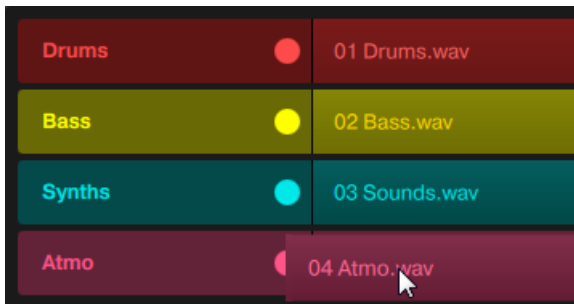 Drums 01 Drums.wav
Bass 02 Bass.wav
Synths 03 Sounds.wav
Atmo 04 Atmo.wav